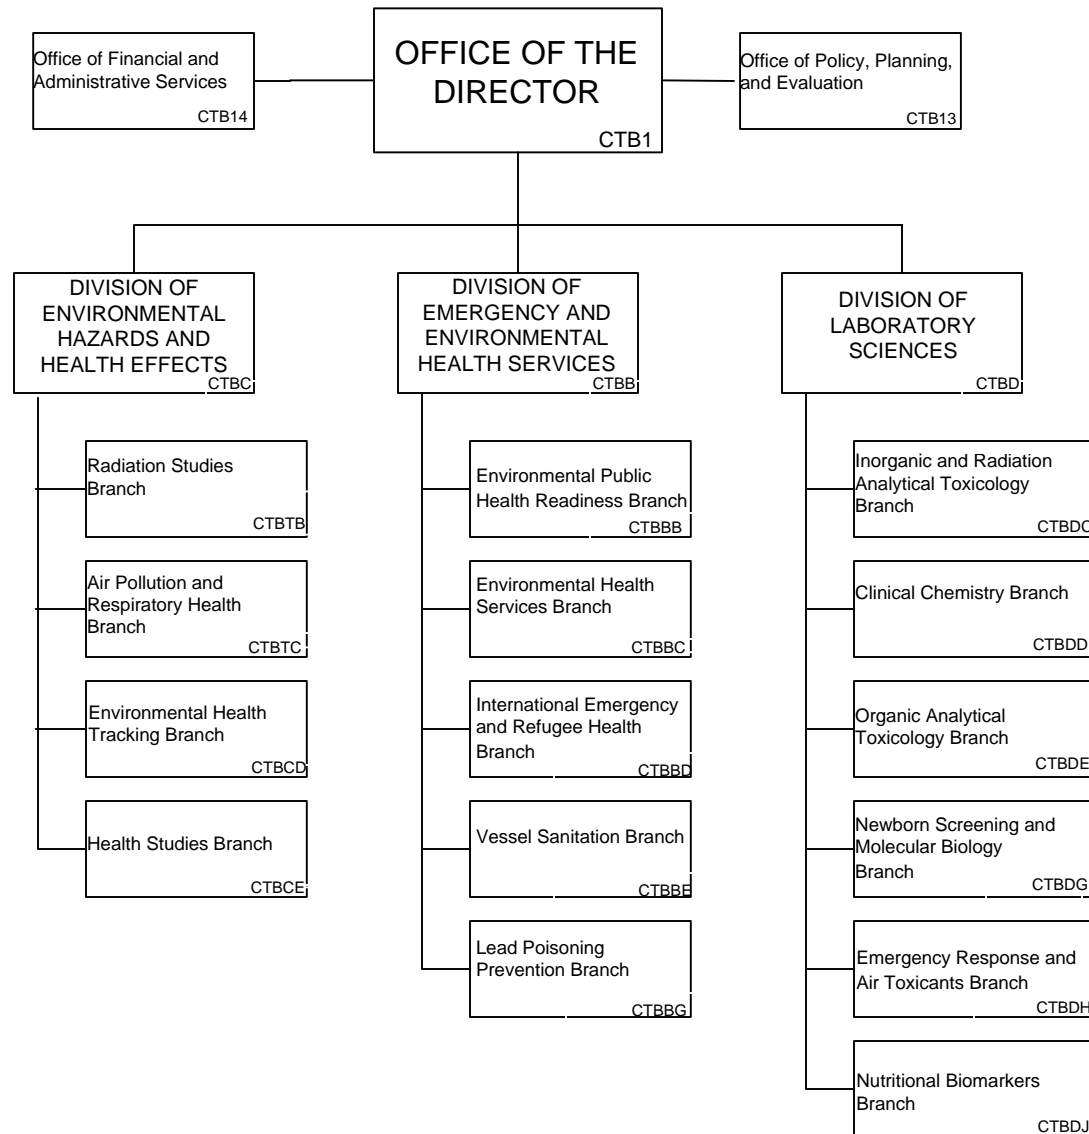 Office of Financial and
Administrative Services
CTB14
OFFICE OF THE
DIRECTOR
CTB1
Office of Policy, Planning,
and Evaluation
CTB13
DIVISION OF
ENVIRONMENTAL
HAZARDS AND
HEALTH EFFECTS
CTBC
DIVISION OF
EMERGENCY AND
ENVIRONMENTAL
HEALTH SERVICES
CTBB
DIVISION OF
LABORATORY
SCIENCES
CTBD
Radiation Studies
Branch
CTBTB
Air Pollution and
Respiratory Health
Branch
CTBTC
Environmental Health
Tracking Branch
CTBCD
Health Studies Branch
CTBCE
Environmental Public
Health Readiness Branch
CTBBB
Environmental Health
Services Branch
CTBBC
International Emergency
and Refugee Health
Branch
CTBBD
Vessel Sanitation Branch
CTBBE
Lead Poisoning
Prevention Branch
CTBBG
Inorganic and Radiation
Analytical Toxicology
Branch
CTBDC
Clinical Chemistry Branch
CTBDD
Organic Analytical
Toxicology Branch
CTBDE
Newborn Screening and
Molecular Biology
Branch
CTBDG
Emergency Response and
Air Toxicants Branch
CTBDH
Nutritional Biomarkers
Branch
CTBDJ